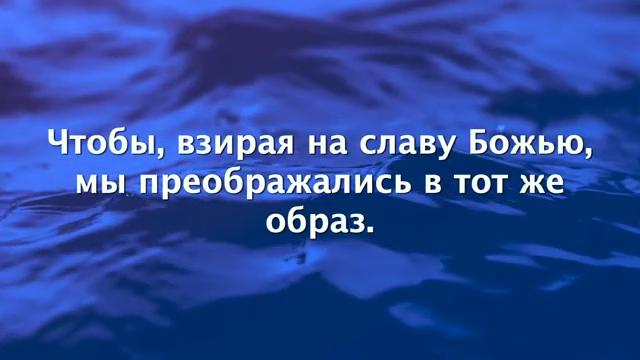 Чтобы, взирая на славу Божью,
мы преображались в тот же
образ.